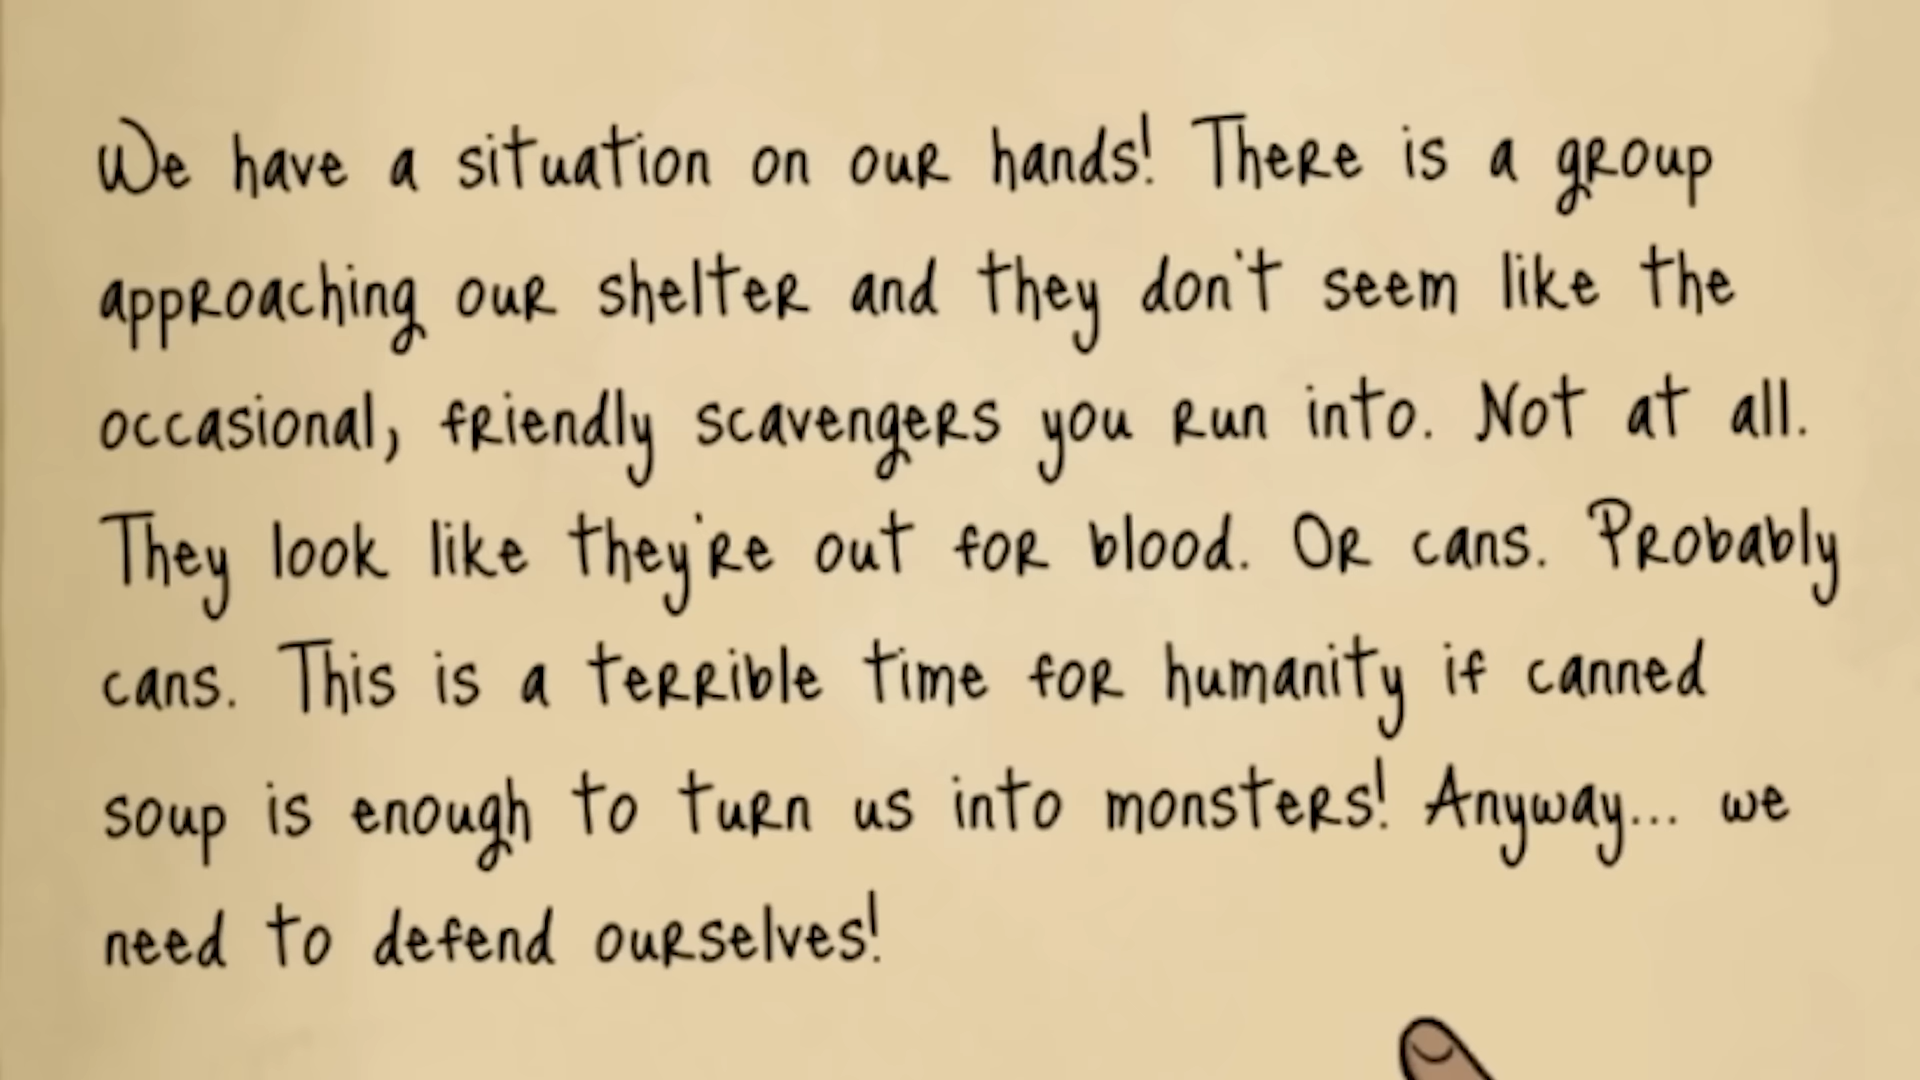 We have a situation on our hands! There is a group
approaching our shelter and they don't seem like the
occasional, friendly scavengers you run into. Not at all.
They look like they're out for blood. Or cans. Probably
cans. This is a terrible time for humanity if canned
soup is enough to turn us into monsters! Anyway... we
need to defend ourselves!